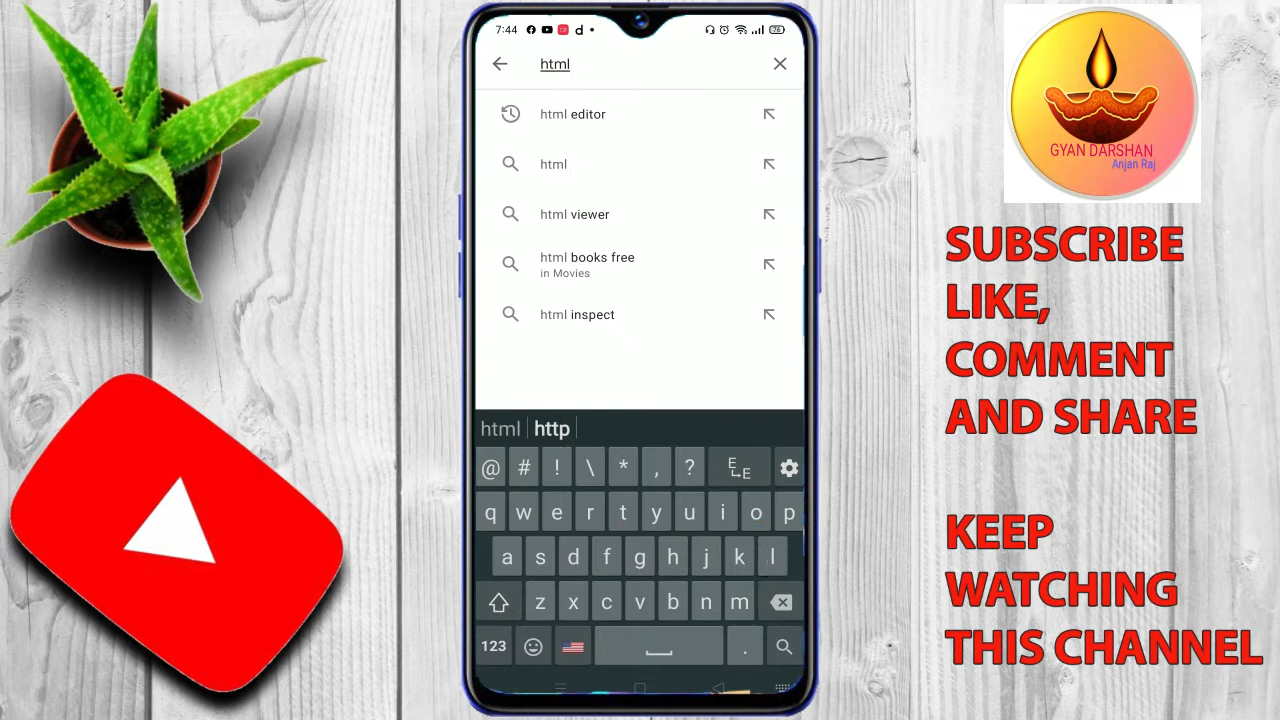 7:44
76
html
html editor
html
html viewer
html books free
in Movies
html inspect
html http
@ # ! \ * , ? E E
q w e r t y u i o p
a s d f g h j k l
z x c v b n m
123 .
GYAN DARSHAN
Anjan Raj
SUBSCRIBE
LIKE,
COMMENT
AND SHARE
KEEP
WATCHING
THIS CHANNEL